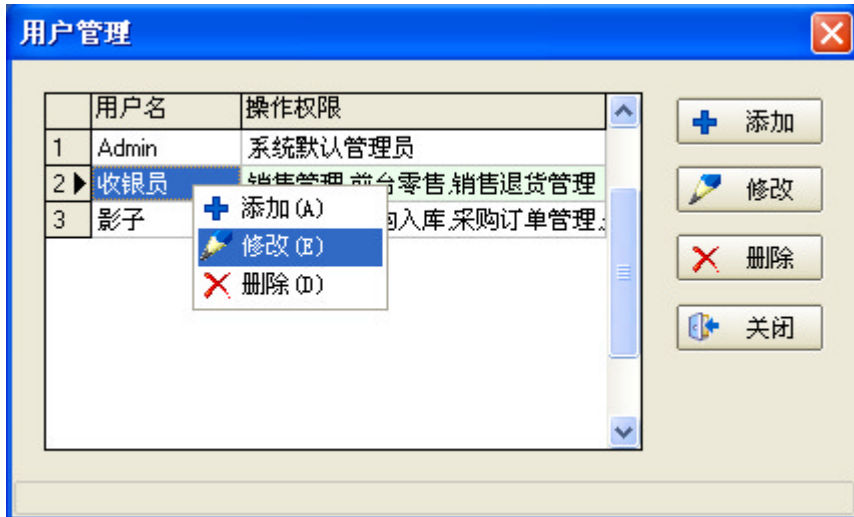 用户管理
用户名 操作权限
1 Admin 系统默认管理员
2 收银员 销售管理,前台零售,销售退货管理
3 影子 入库,采购订单管理,
添加(A)
修改(E)
删除(D)
添加
修改
删除
关闭